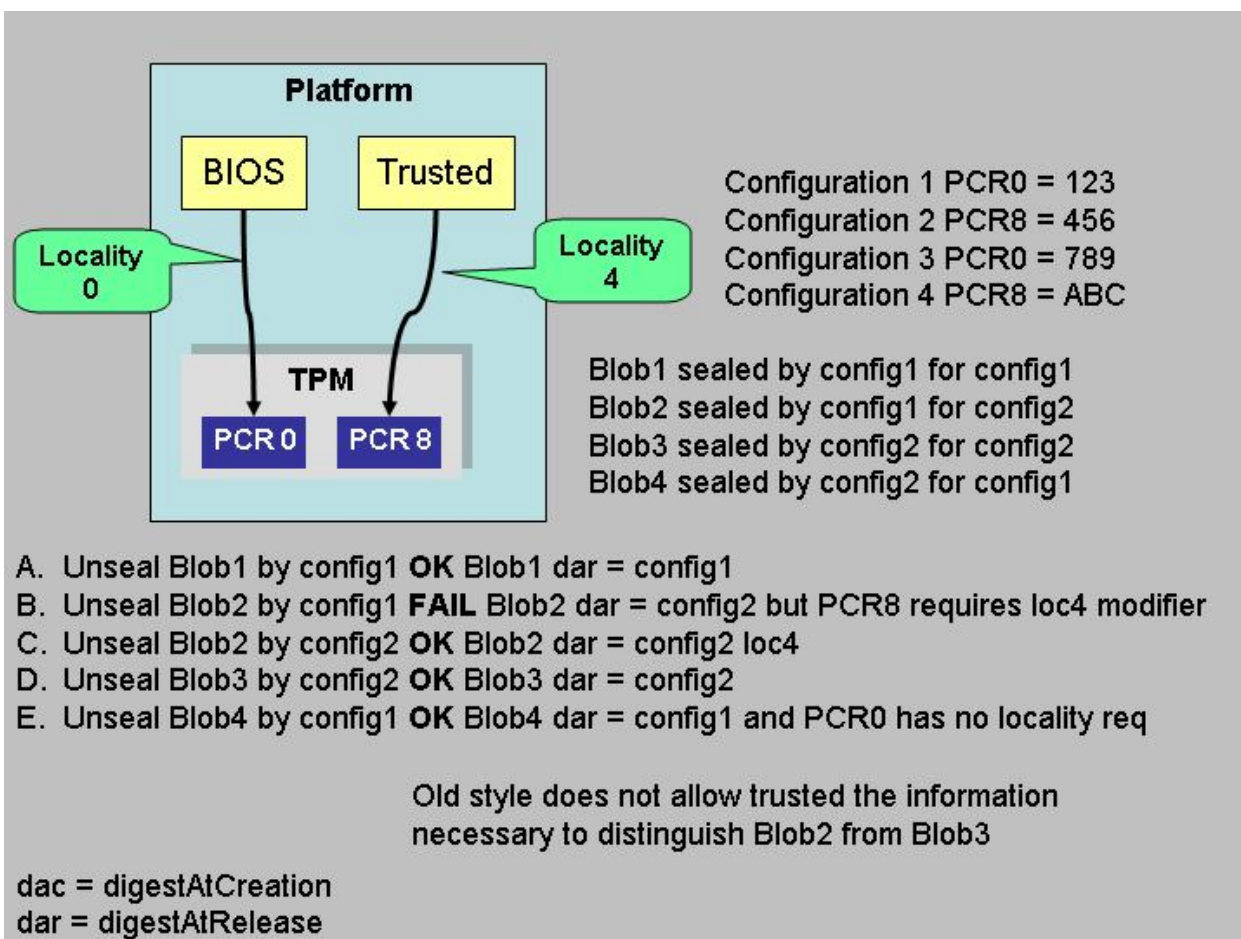 Platform
BIOS
Trusted
Locality
0
Locality
4
TPM
PCR 0
PCR 8
Configuration 1 PCR0 = 123
Configuration 2 PCR8 = 456
Configuration 3 PCR0 = 789
Configuration 4 PCR8 = ABC
Blob1 sealed by config1 for config1
Blob2 sealed by config1 for config2
Blob3 sealed by config2 for config2
Blob4 sealed by config2 for config1
A. Unseal Blob1 by config1 OK Blob1 dar = config1
B. Unseal Blob2 by config1 FAIL Blob2 dar = config2 but PCR8 requires loc4 modifier
C. Unseal Blob2 by config2 OK Blob2 dar = config2 loc4
D. Unseal Blob3 by config2 OK Blob3 dar = config2
E. Unseal Blob4 by config1 OK Blob4 dar = config1 and PCR0 has no locality req
Old style does not allow trusted the information
necessary to distinguish Blob2 from Blob3
dac = digestAtCreation
dar = digestAtRelease